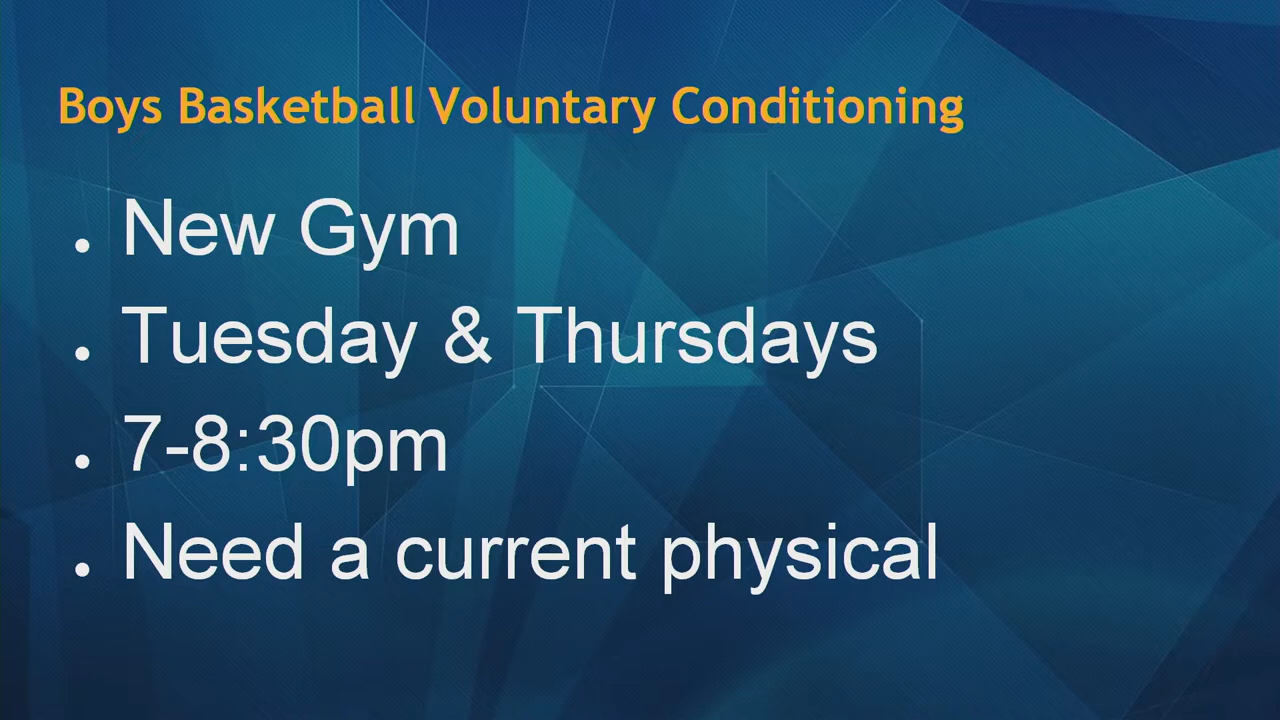 Boys Basketball Voluntary Conditioning
. New Gym
. Tuesday & Thursdays
. 7-8:30pm
. Need a current physical